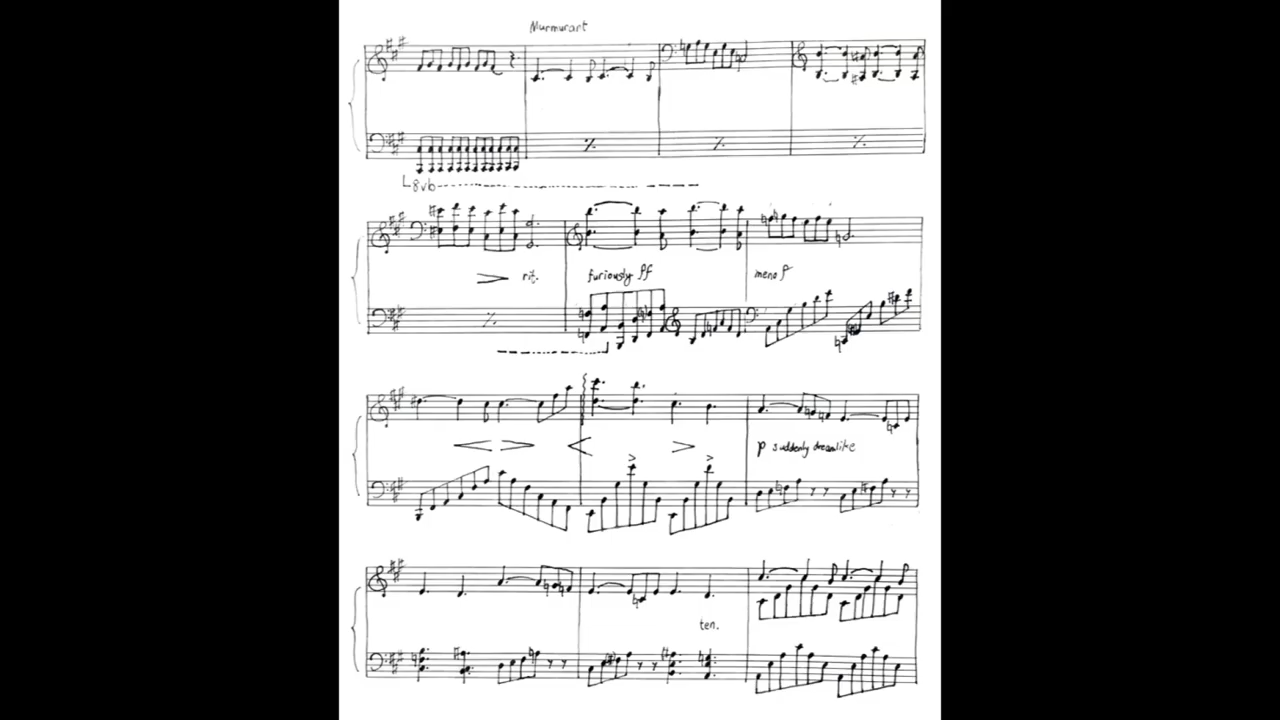 Murmurant
8vb
rit.
furiously ff
meno f
p suddenly dreamlike
ten.